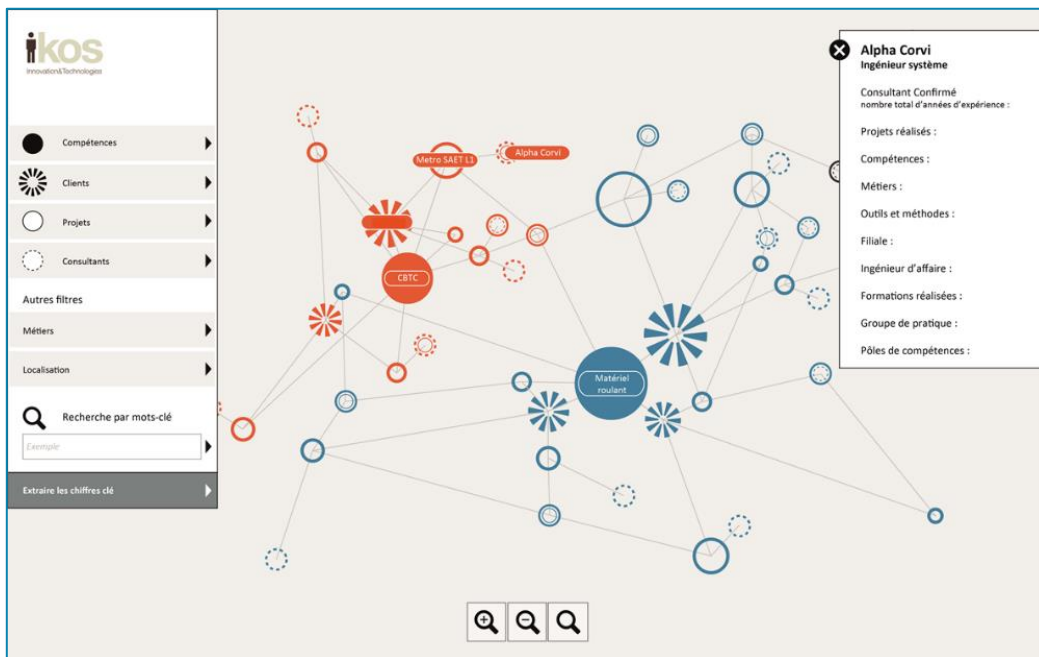 ikos
Innovation&Technologies
Compétences
Clients
Projets
Consultants
Autres filtres
Métiers
Localisation
Recherche par mots-clé
Exemple
Extraire les chiffres clé
Metro SAET L1
Alpha Corvi
CBTC
Matériel
roulant
Alpha Corvi
Ingénieur système
Consultant Confirmé
nombre total d'années d'expérience :
Projets réalisés :
Compétences :
Métiers :
Outils et méthodes :
Filiale :
Ingénieur d'affaire :
Formations réalisées :
Groupe de pratique :
Pôles de compétences :